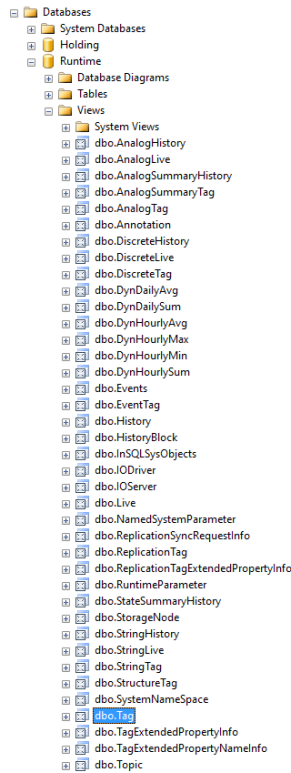 Databases
System Databases
Holding
Runtime
Database Diagrams
Tables
Views
System Views
dbo.AnalogHistory
dbo.AnalogLive
dbo.AnalogSummaryHistory
dbo.AnalogSummaryTag
dbo.AnalogTag
dbo.Annotation
dbo.DiscreteHistory
dbo.DiscreteLive
dbo.DiscreteTag
dbo.DynDailyAvg
dbo.DynDailySum
dbo.DynHourlyAvg
dbo.DynHourlyMax
dbo.DynHourlyMin
dbo.DynHourlySum
dbo.Events
dbo.EventTag
dbo.History
dbo.HistoryBlock
dbo.InSQLSysObjects
dbo.IODriver
dbo.IOServer
dbo.Live
dbo.NamedSystemParameter
dbo.ReplicationSyncRequestInfo
dbo.ReplicationTag
dbo.ReplicationTagExtendedPropertyInfo
dbo.RuntimeParameter
dbo.StateSummaryHistory
dbo.StorageNode
dbo.StringHistory
dbo.StringLive
dbo.StringTag
dbo.StructureTag
dbo.SystemNameSpace
dbo.Tag
dbo.TagExtendedPropertyInfo
dbo.TagExtendedPropertyNameInfo
dbo.Topic